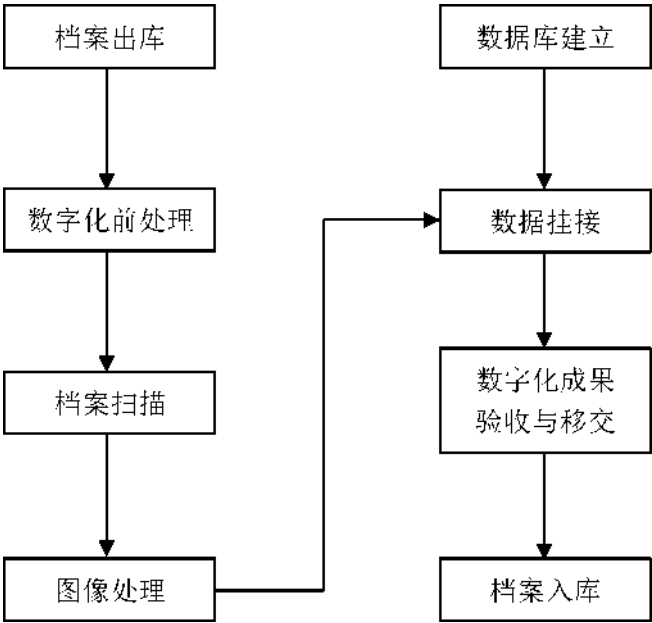 档案出库
数字化前处理
档案扫描
图像处理
数据库建立
数据挂接
数字化成果
验收与移交
档案入库